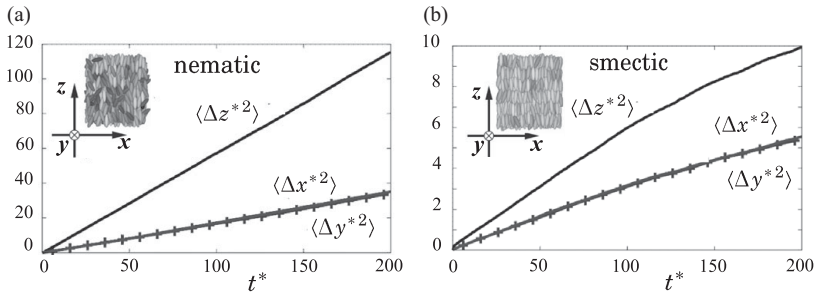 (a)
nematic
⟨Δz*²⟩
⟨Δx*²⟩
⟨Δy*²⟩
z
y
x
120
100
80
60
40
20
0
0
50
100
150
200
t*
(b)
smectic
⟨Δz*²⟩
⟨Δx*²⟩
⟨Δy*²⟩
z
y
x
10
8
6
4
2
0
0
50
100
150
200
t*